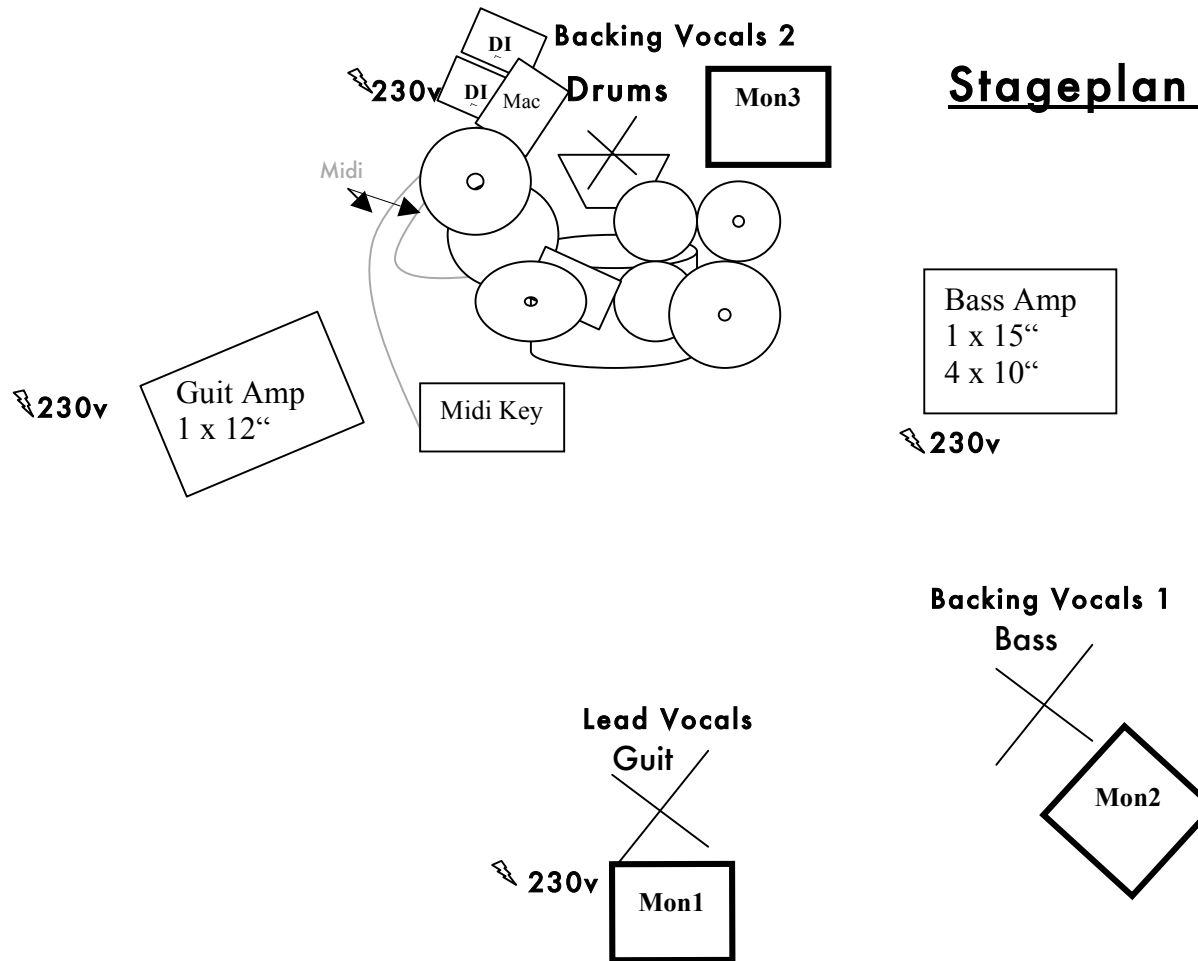 DI
Backing Vocals 2
230v
DI
Mac
Drums
Mon3
Stageplan
Midi
Bass Amp
1 x 15“
4 x 10“
230v
Guit Amp
1 x 12“
230v
Midi Key
Backing Vocals 1
Bass
Lead Vocals
Guit
Mon2
230v
Mon1